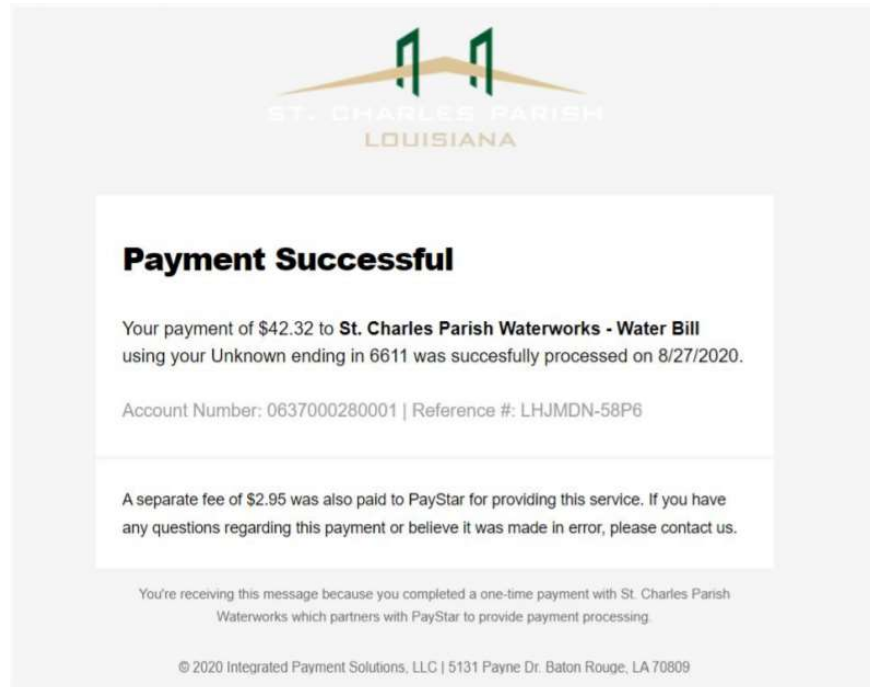 ST. CHARLES PARISH
LOUISIANA
Payment Successful
Your payment of $42.32 to St. Charles Parish Waterworks - Water Bill
using your Unknown ending in 6611 was succesfully processed on 8/27/2020.
Account Number: 0637000280001 | Reference #: LHJMDN-58P6
A separate fee of $2.95 was also paid to PayStar for providing this service. If you have
any questions regarding this payment or believe it was made in error, please contact us.
You're receiving this message because you completed a one-time payment with St. Charles Parish
Waterworks which partners with PayStar to provide payment processing.
© 2020 Integrated Payment Solutions, LLC | 5131 Payne Dr. Baton Rouge, LA 70809